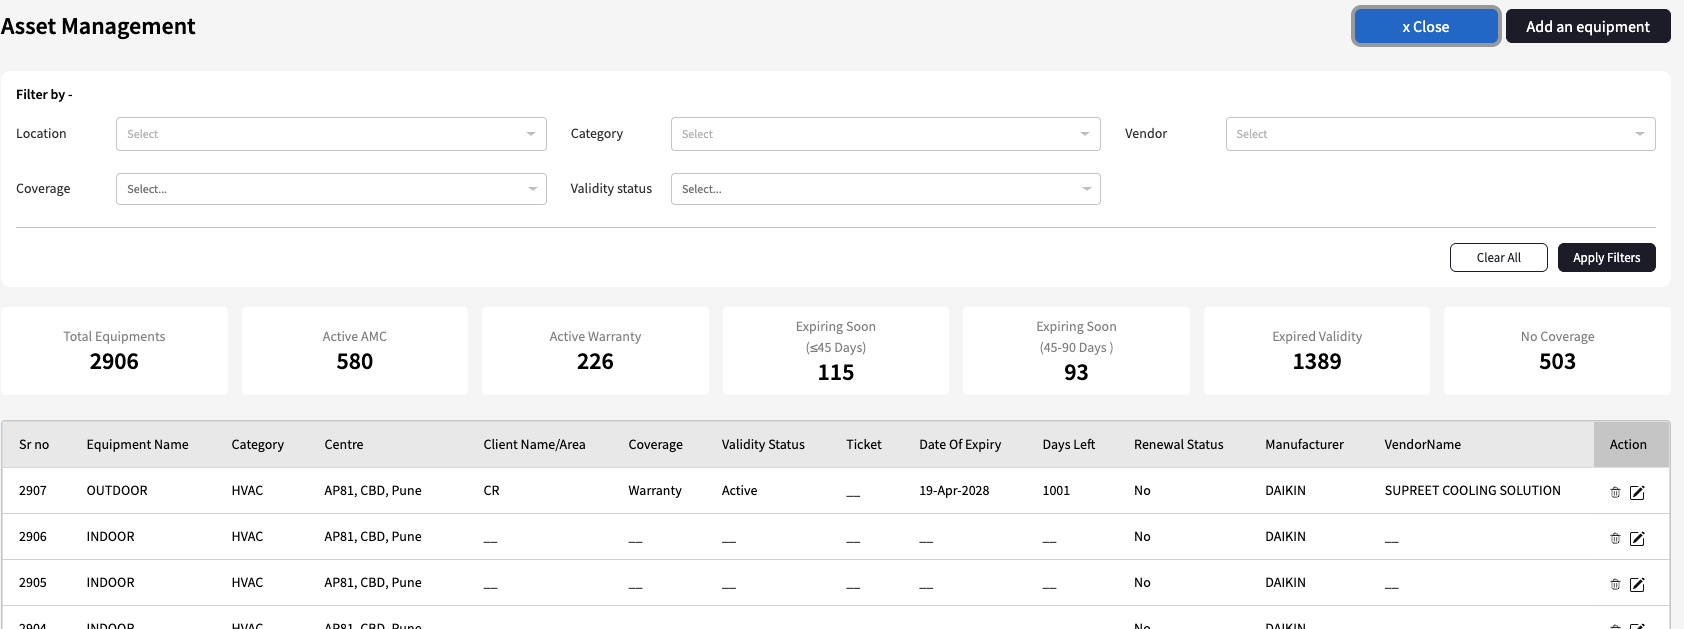 Asset Management
x Close
Add an equipment
Filter by -
Location
Select
Category
Select
Vendor
Select
Coverage
Select...
Validity status
Select...
Clear All
Apply Filters
Total Equipments
2906
Active AMC
580
Active Warranty
226
Expiring Soon
(≤45 Days)
115
Expiring Soon
(45-90 Days )
93
Expired Validity
1389
No Coverage
503
Sr no Equipment Name Category Centre Client Name/Area Coverage Validity Status Ticket Date Of Expiry Days Left Renewal Status Manufacturer VendorName Action
2907 OUTDOOR HVAC AP81, CBD, Pune CR Warranty Active __ 19-Apr-2028 1001 No DAIKIN SUPREET COOLING SOLUTION
2906 INDOOR HVAC AP81, CBD, Pune __ __ __ __ __ __ No DAIKIN __
2905 INDOOR HVAC AP81, CBD, Pune __ __ __ __ __ __ No DAIKIN __
2904 INDOOR HVAC AP81, CBD, Pune No DAIKIN